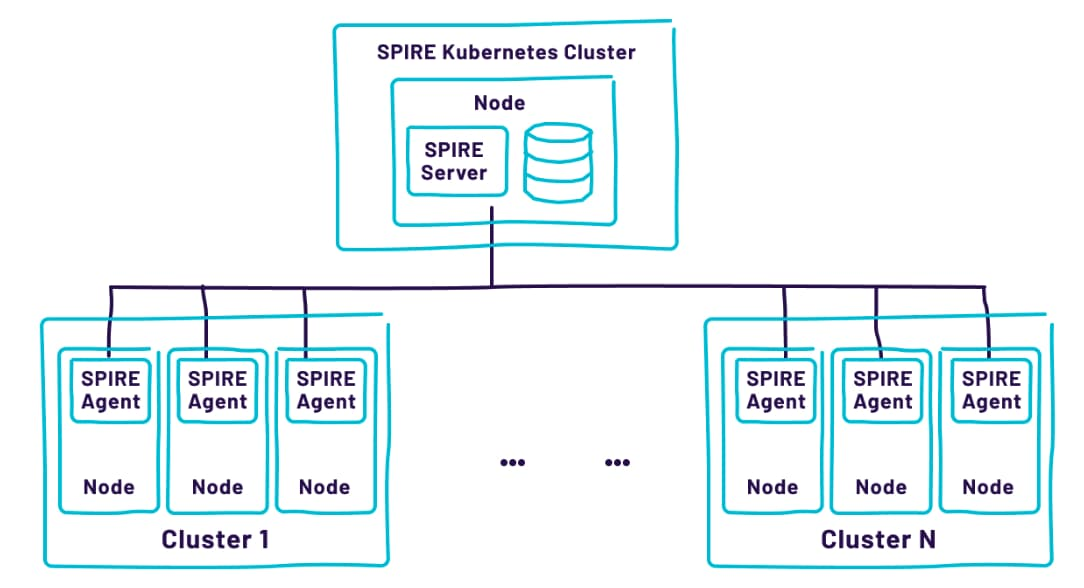 SPIRE Kubernetes Cluster
Node
SPIRE
Server
SPIRE
Agent
Node
SPIRE
Agent
Node
SPIRE
Agent
Node
Cluster 1
... ...
SPIRE
Agent
Node
SPIRE
Agent
Node
SPIRE
Agent
Node
Cluster N